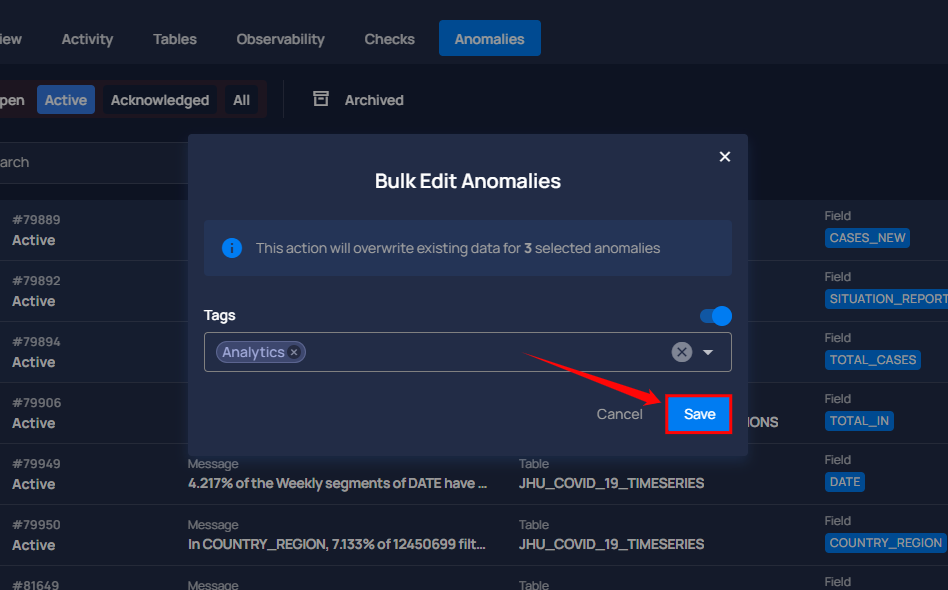 iew Activity Tables Observability Checks Anomalies
pen Active Acknowledged All Archived
arch
Bulk Edit Anomalies
This action will overwrite existing data for 3 selected anomalies
Tags
Analytics
Cancel Save
#79889 Field
Active CASES_NEW
#79892 Field
Active SITUATION_REPORT
#79894 Field
Active TOTAL_CASES
#79906 Field
Active IONS TOTAL_IN
#79949 Message Table Field
Active 4.217% of the Weekly segments of DATE have ... JHU_COVID_19_TIMESERIES DATE
#79950 Message Table Field
Active In COUNTRY_REGION, 7.133% of 12450699 filt... JHU_COVID_19_TIMESERIES COUNTRY_REGION
#81649 Message Table Field